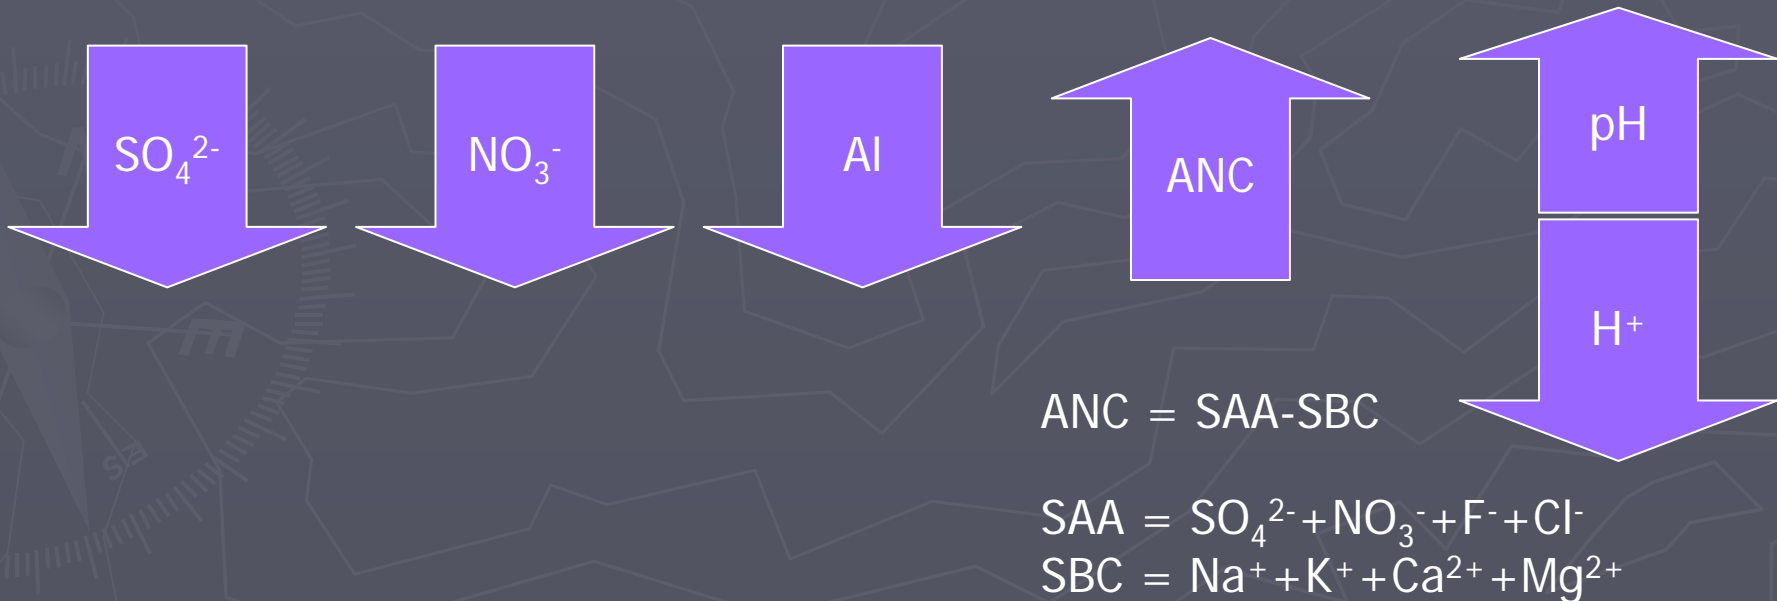 SO₄²⁻
NO₃⁻
Al
ANC
pH
H⁺
ANC = SAA-SBC
SAA = SO₄²⁻+NO₃⁻+F⁻+Cl⁻
SBC = Na⁺+K⁺+Ca²⁺+Mg²⁺